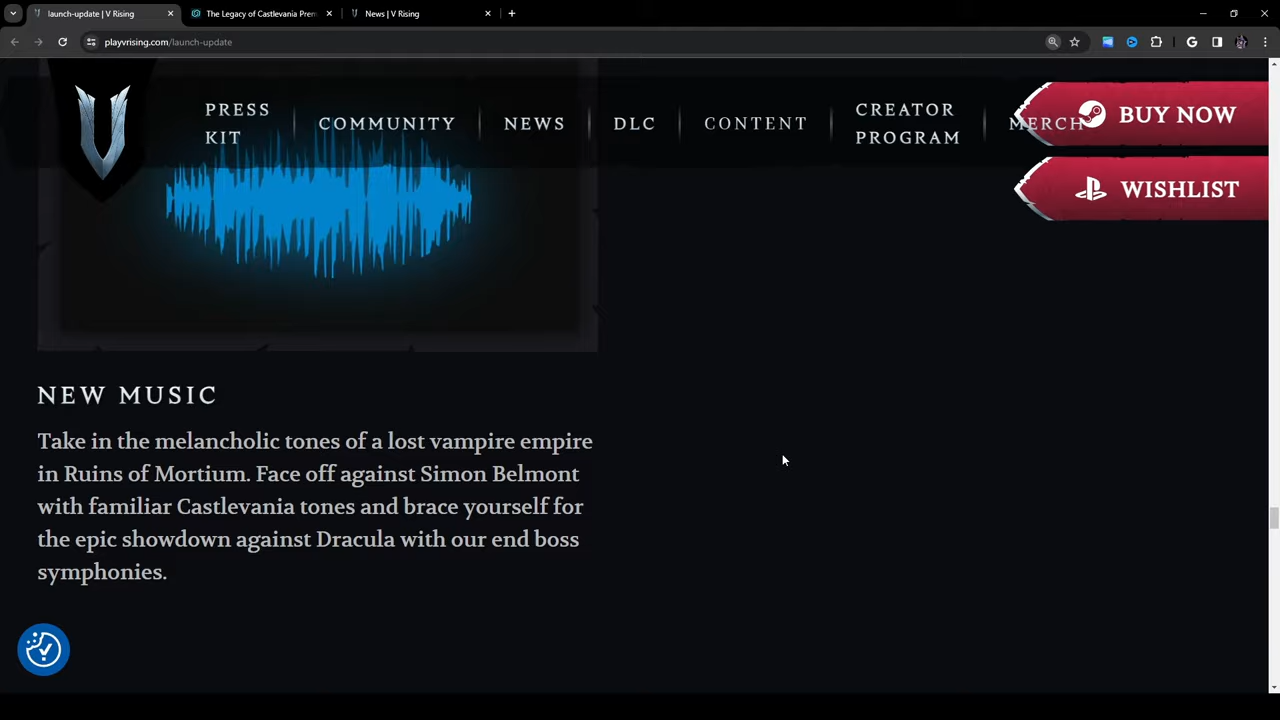 launch-update | V Rising
The Legacy of Castlevania Prem
News | V Rising
playvrising.com/launch-update
PRESS KIT
COMMUNITY
NEWS
DLC
CONTENT
CREATOR PROGRAM
MERCH
BUY NOW
WISHLIST
NEW MUSIC
Take in the melancholic tones of a lost vampire empire
in Ruins of Mortium. Face off against Simon Belmont
with familiar Castlevania tones and brace yourself for
the epic showdown against Dracula with our end boss
symphonies.